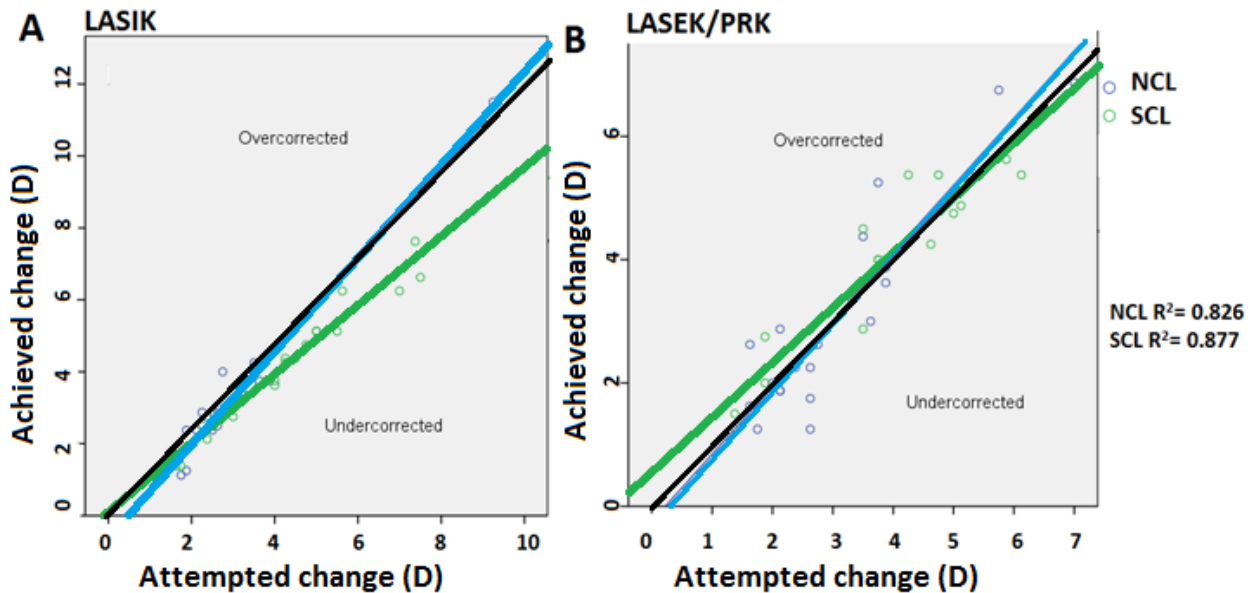 A LASIK
12
10
8
6
4
2
0
Achieved change (D)
Overcorrected
Undercorrected
0 2 4 6 8 10
Attempted change (D)
B LASEK/PRK
6
4
2
0
Achieved change (D)
Overcorrected
Undercorrected
0 1 2 3 4 5 6 7
Attempted change (D)
NCL
SCL
NCL R²= 0.826
SCL R²= 0.877